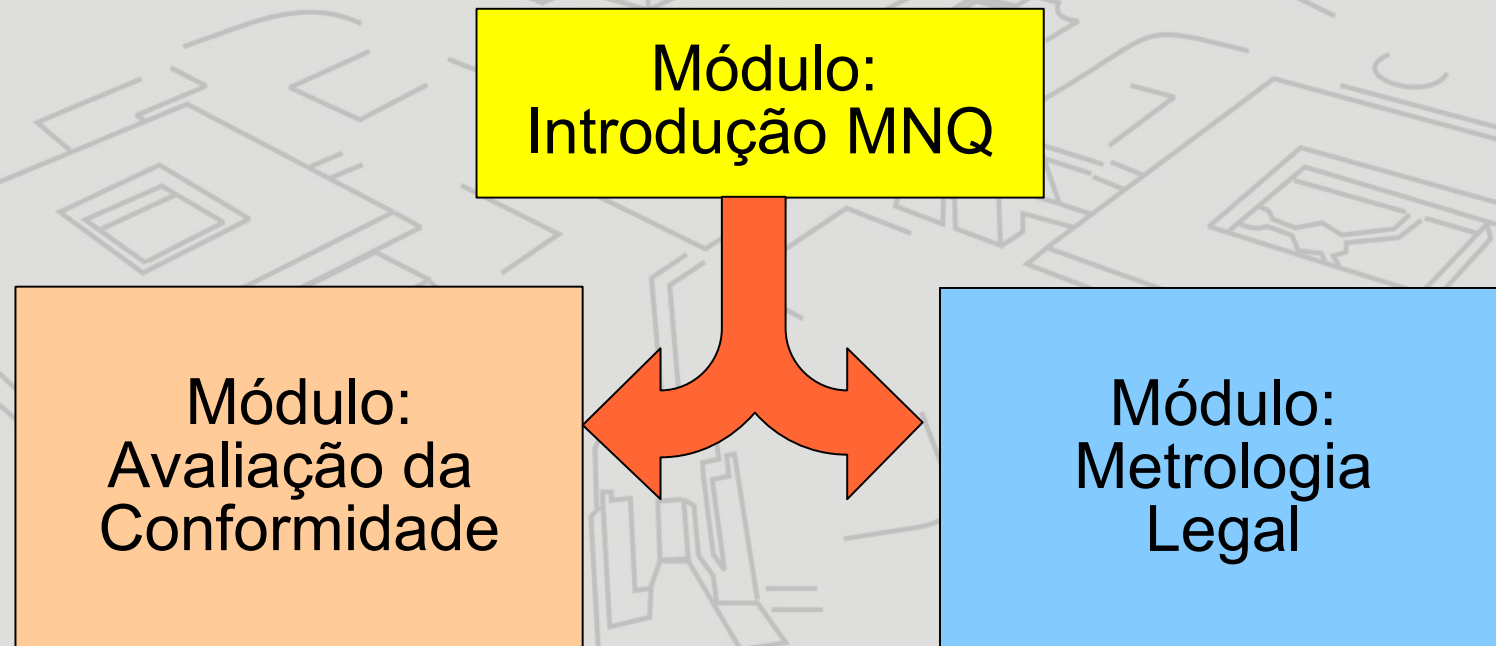 Módulo:
Introdução MNQ
Módulo:
Avaliação da
Conformidade
Módulo:
Metrologia
Legal